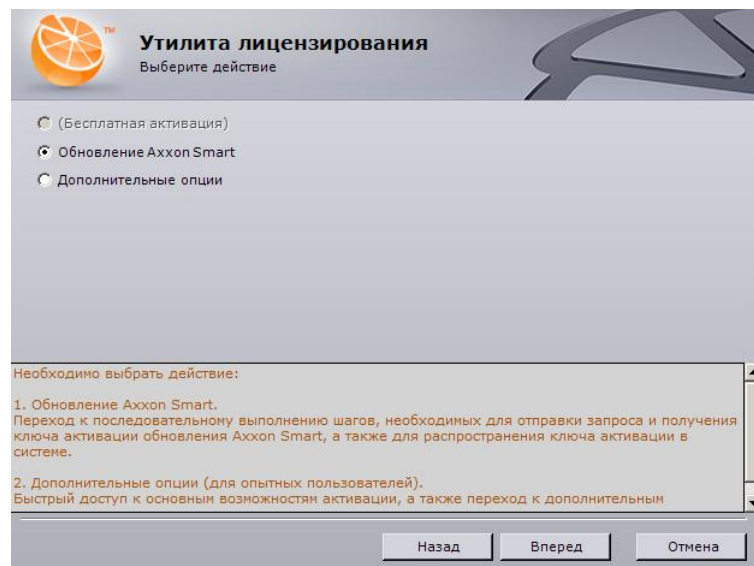 TM
Утилита лицензирования
Выберите действие
(Бесплатная активация)
Обновление Axxon Smart
Дополнительные опции
Необходимо выбрать действие:
1. Обновление Axxon Smart.
Переход к последовательному выполнению шагов, необходимых для отправки запроса и получения
ключа активации обновления Axxon Smart, а также для распространения ключа активации в
системе.
2. Дополнительные опции (для опытных пользователей).
Быстрый доступ к основным возможностям активации, а также переход к дополнительным
Назад
Вперед
Отмена